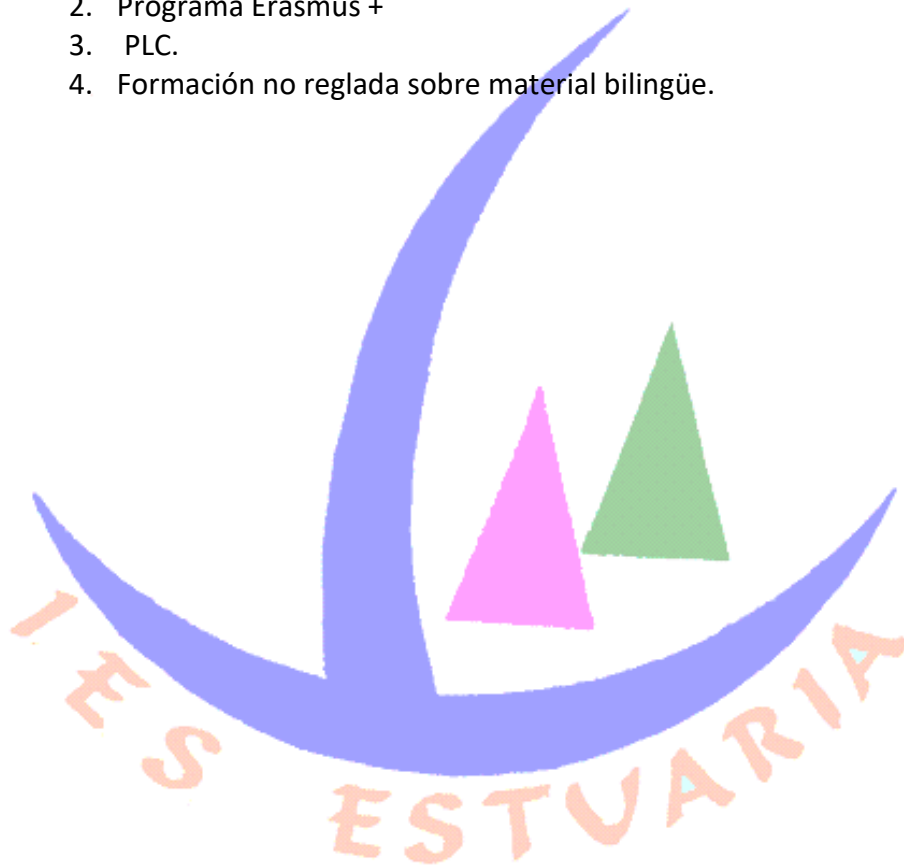 2. Programa Erasmus +
3. PLC.
4. Formación no reglada sobre material bilingüe.
IES ESTUARIA